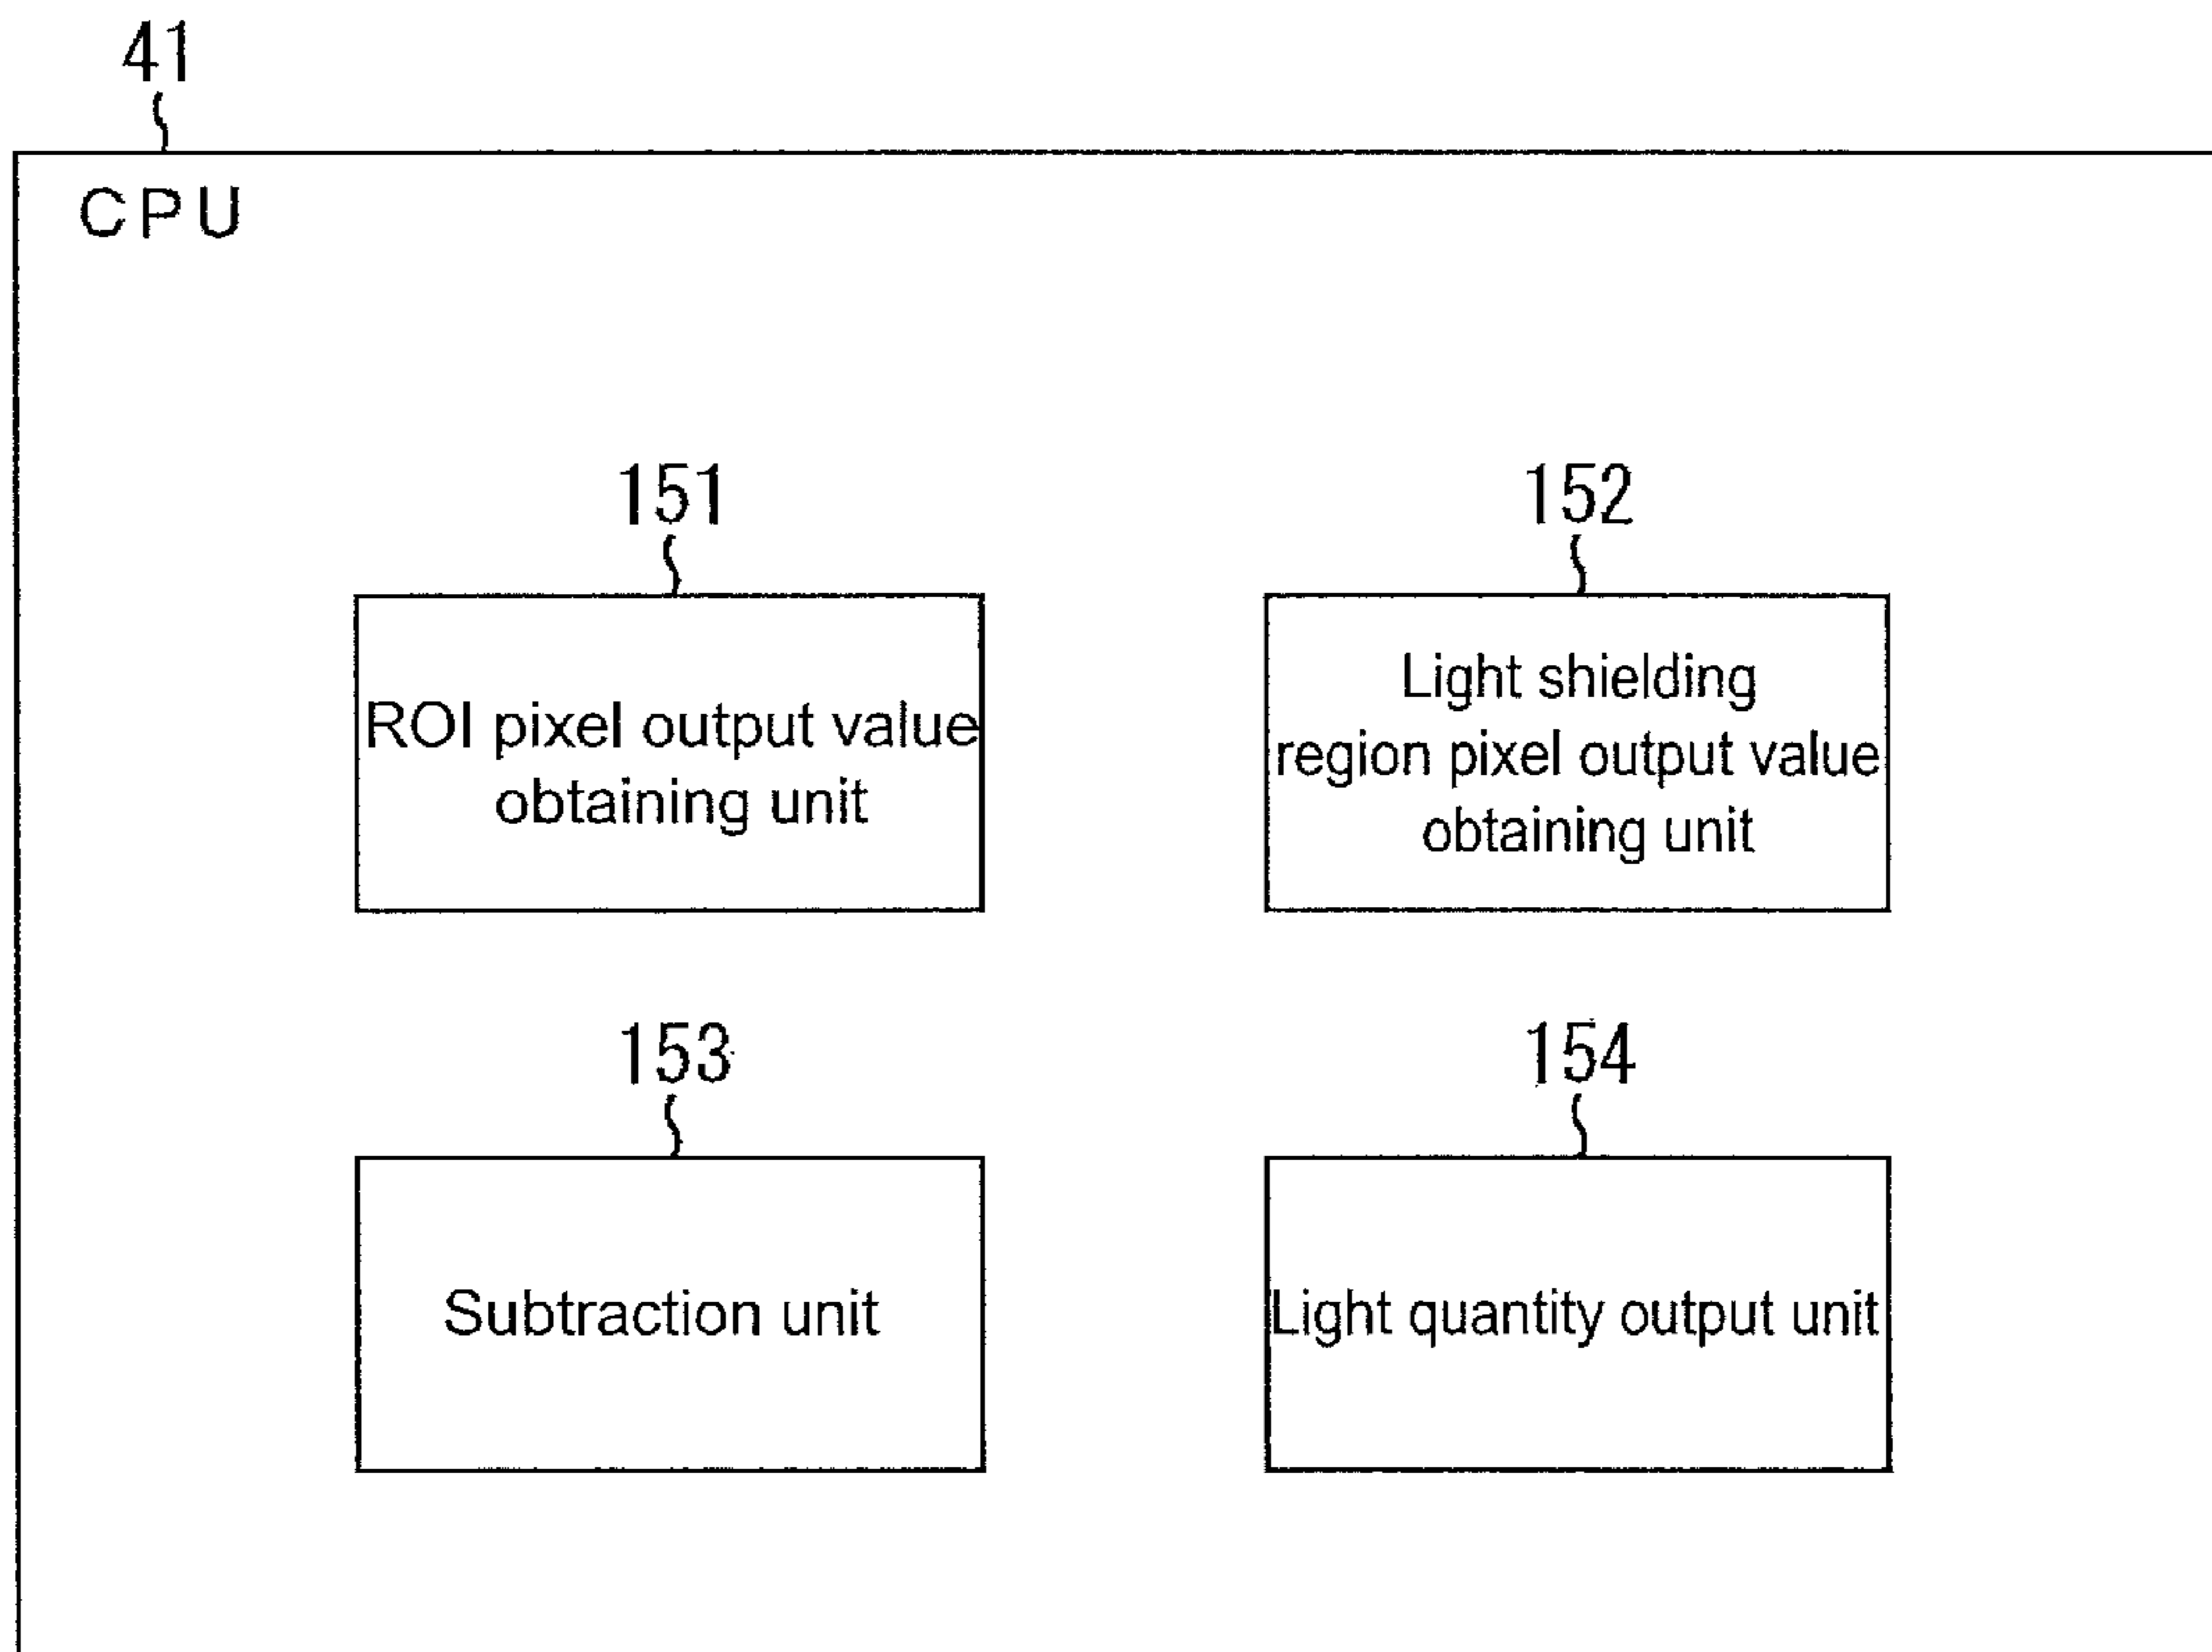 41
CPU
151
ROI pixel output value
obtaining unit
152
Light shielding
region pixel output value
obtaining unit
153
Subtraction unit
154
Light quantity output unit